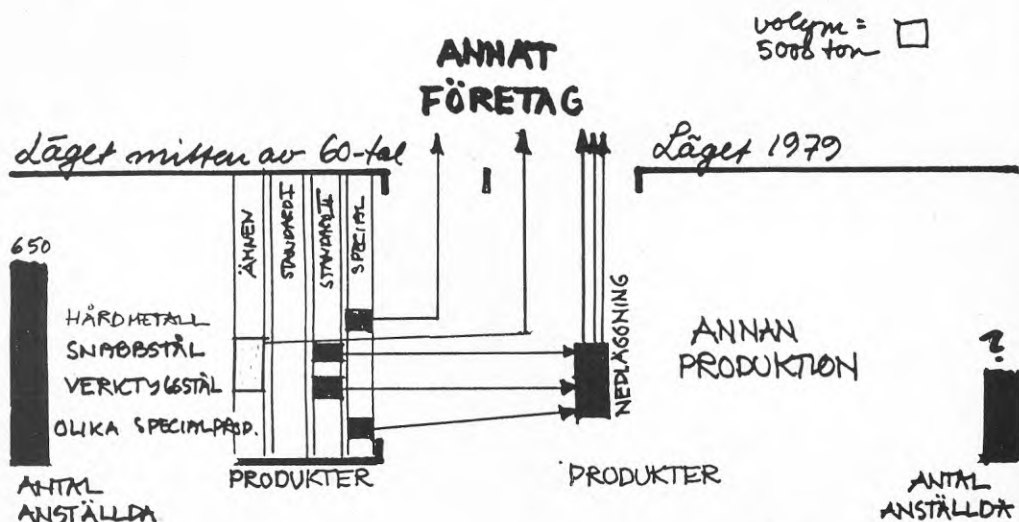 volym =
5000 ton
ANNAT
FÖRETAG
Läget mitten av 60-tal
Läget 1979
650
ÄMNEN
STANDARD I
STANDARD II
SPECIAL
HÅRDMETALL
SNABBSTÅL
VERKTYGSSTÅL
OLIKA SPECIALPROD.
NEDLÄGGNING
ANNAN
PRODUKTION
?
PRODUKTER
PRODUKTER
ANTAL
ANSTÄLLDA
ANTAL
ANSTÄLLDA